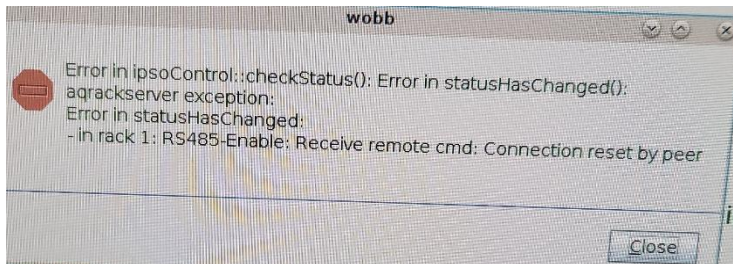 wobb
Error in ipsoControl::checkStatus(): Error in statusHasChanged():
aqrackserver exception:
Error in statusHasChanged:
- in rack 1: RS485-Enable: Receive remote cmd: Connection reset by peer
i
Close